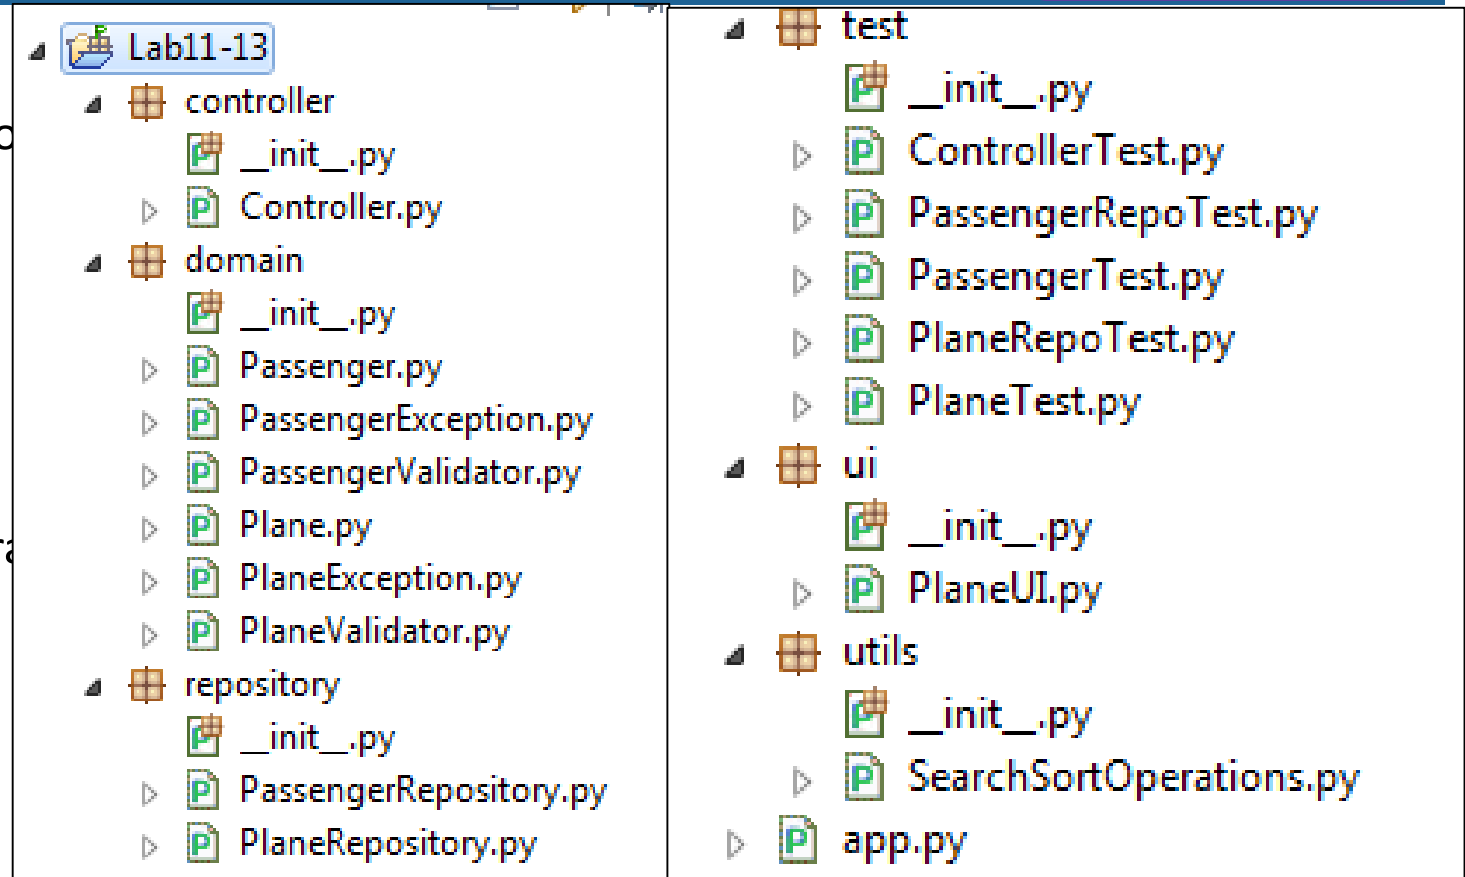 Lab11-13
controller
__init__.py
Controller.py
domain
__init__.py
Passenger.py
PassengerException.py
PassengerValidator.py
Plane.py
PlaneException.py
PlaneValidator.py
repository
__init__.py
PassengerRepository.py
PlaneRepository.py
test
__init__.py
ControllerTest.py
PassengerRepoTest.py
PassengerTest.py
PlaneRepoTest.py
PlaneTest.py
ui
__init__.py
PlaneUI.py
utils
__init__.py
SearchSortOperations.py
app.py